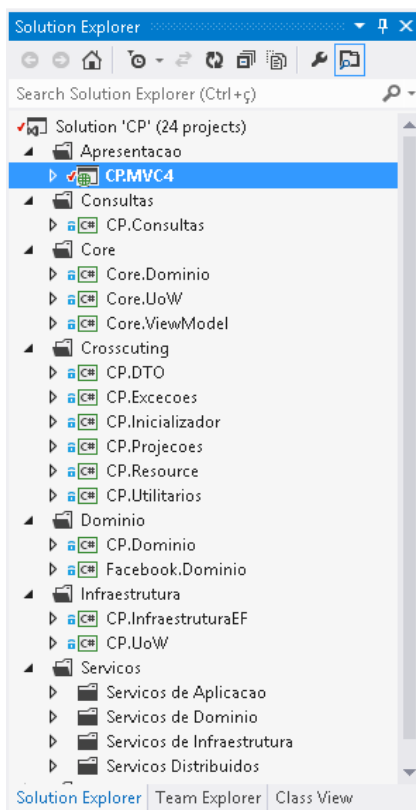 Solution Explorer
Search Solution Explorer (Ctrl+ç)
Solution 'CP' (24 projects)
Apresentacao
CP.MVC4
Consultas
C# CP.Consultas
Core
C# Core.Dominio
C# Core.UoW
C# Core.ViewModel
Crosscuting
C# CP.DTO
C# CP.Excecoes
C# CP.Inicializador
C# CP.Projecoes
C# CP.Resource
C# CP.Utilitarios
Dominio
C# CP.Dominio
C# Facebook.Dominio
Infraestrutura
C# CP.InfraestruturaEF
C# CP.UoW
Servicos
Servicos de Aplicacao
Servicos de Dominio
Servicos de Infraestrutura
Servicos Distribuidos
Solution Explorer Team Explorer Class View